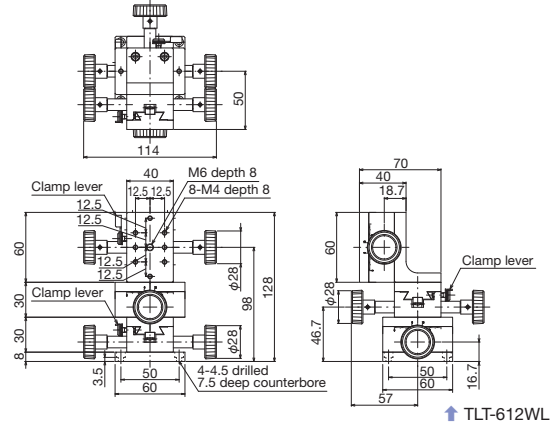 50
114
40
M6 depth 8
12.5 12.5
8-M4 depth 8
Clamp lever
12.5
12.5
12.5
12.5
60
φ28
98
128
30
Clamp lever
30
φ28
8
3.5
50
60
4-4.5 drilled
7.5 deep counterbore
70
40
18.7
60
Clamp lever
φ28
46.7
50
60
16.7
57
TLT-612WL